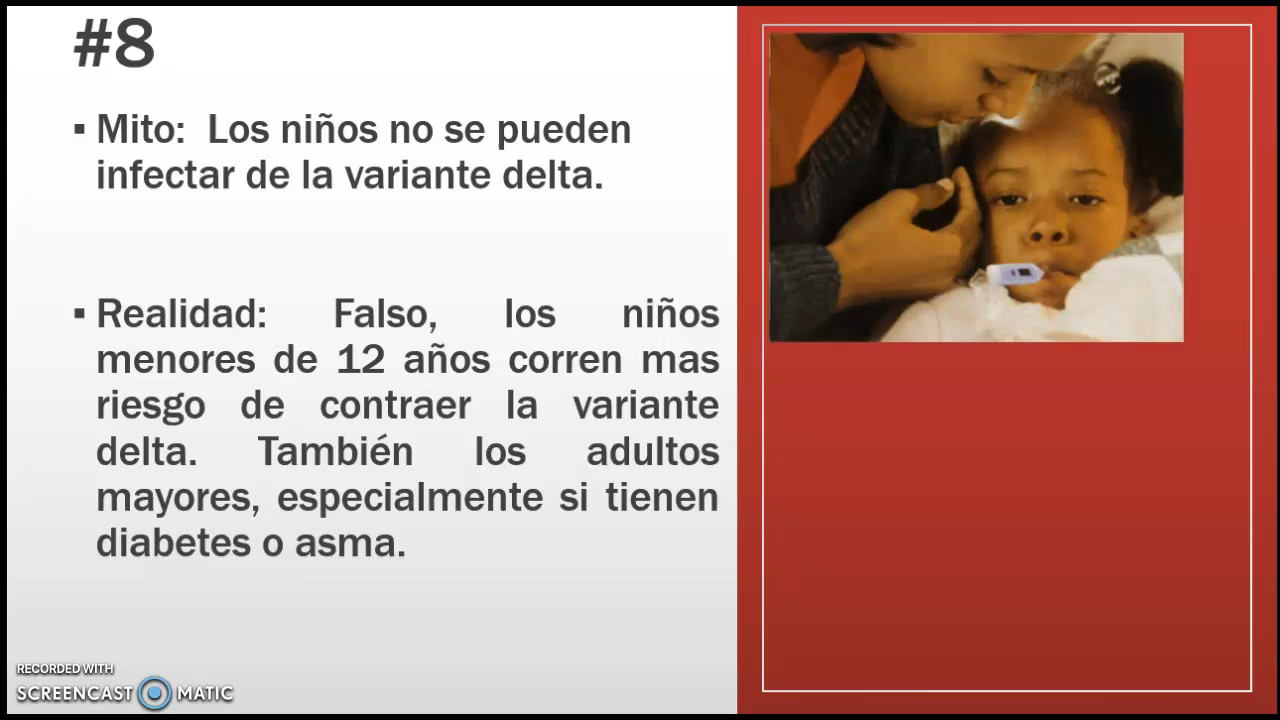 #8
▪ Mito:  Los niños no se pueden
infectar de la variante delta.
▪ Realidad: Falso, los niños
menores de 12 años corren mas
riesgo de contraer la variante
delta. También los adultos
mayores, especialmente si tienen
diabetes o asma.
RECORDED WITH
SCREENCAST MATIC